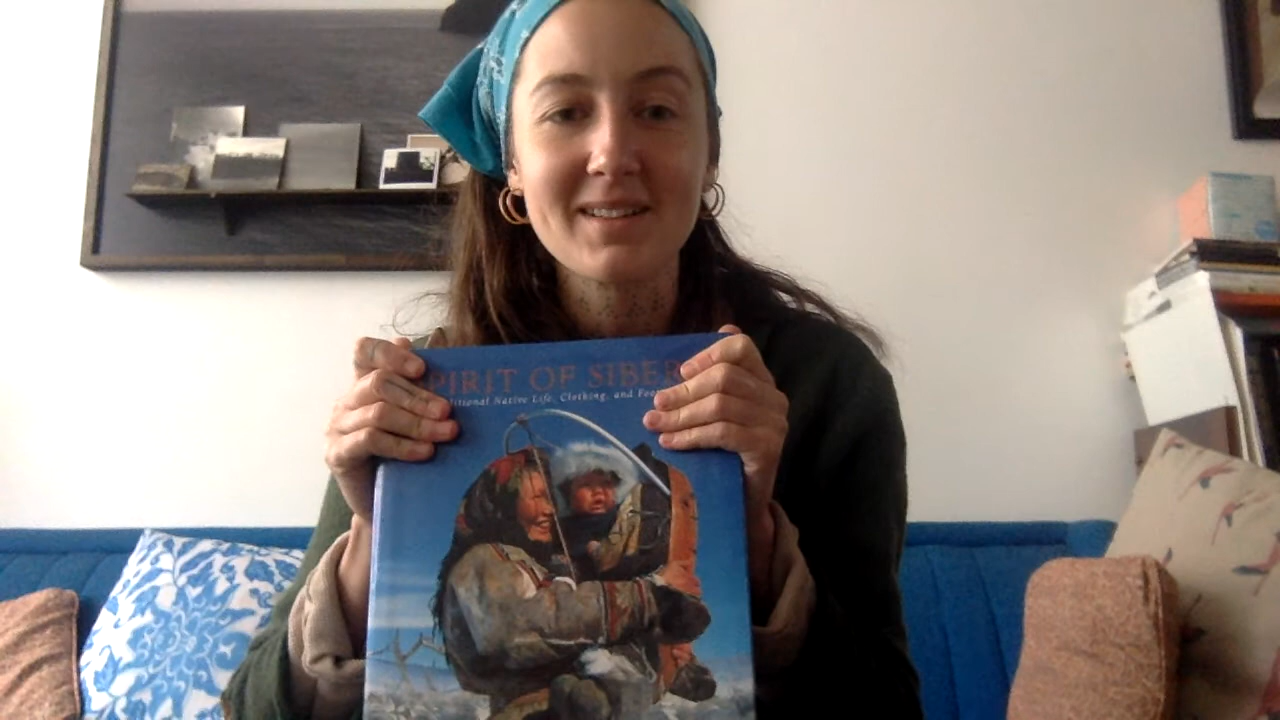 PIRIT OF SIBER
ditional Native Life, Clothing, and Foo